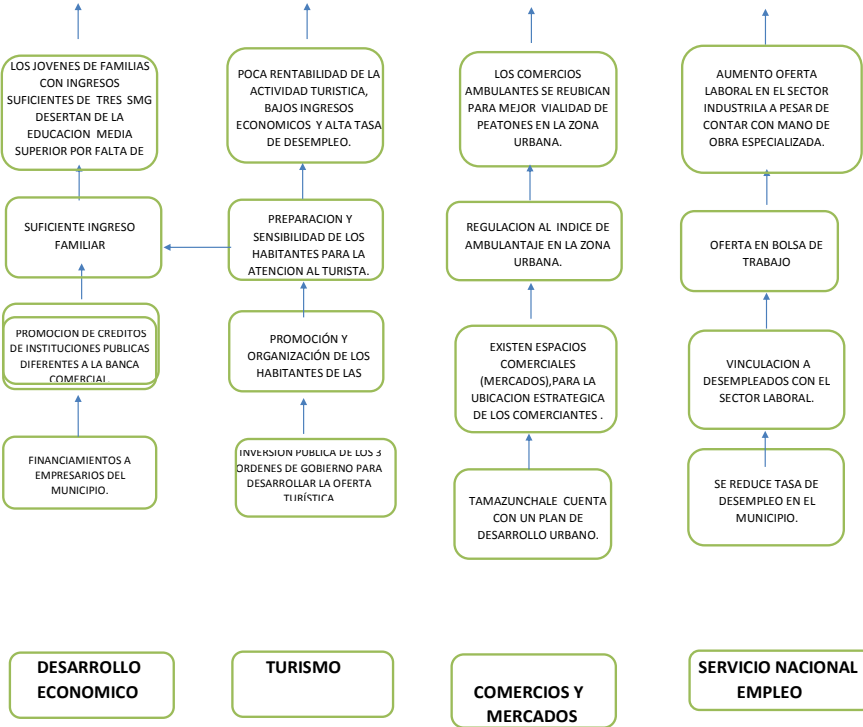 LOS JOVENES DE FAMILIAS
CON INGRESOS
SUFICIENTES DE TRES SMG
DESERTAN DE LA
EDUCACION MEDIA
SUPERIOR POR FALTA DE
POCA RENTABILIDAD DE LA
ACTIVIDAD TURISTICA,
BAJOS INGRESOS
ECONOMICOS Y ALTA TASA
DE DESEMPLEO.
LOS COMERCIOS
AMBULANTES SE REUBICAN
PARA MEJOR VIALIDAD DE
PEATONES EN LA ZONA
URBANA.
AUMENTO OFERTA
LABORAL EN EL SECTOR
INDUSTRILA A PESAR DE
CONTAR CON MANO DE
OBRA ESPECIALIZADA.
SUFICIENTE INGRESO
FAMILIAR
PREPARACION Y
SENSIBILIDAD DE LOS
HABITANTES PARA LA
ATENCION AL TURISTA.
REGULACION AL INDICE DE
AMBULANTAJE EN LA ZONA
URBANA.
OFERTA EN BOLSA DE
TRABAJO
PROMOCION DE CREDITOS
DE INSTITUCIONES PUBLICAS
DIFERENTES A LA BANCA
COMERCIAL.
PROMOCIÓN Y
ORGANIZACIÓN DE LOS
HABITANTES DE LAS
EXISTEN ESPACIOS
COMERCIALES
(MERCADOS),PARA LA
UBICACION ESTRATEGICA
DE LOS COMERCIANTES .
VINCULACION A
DESEMPLEADOS CON EL
SECTOR LABORAL.
FINANCIAMIENTOS A
EMPRESARIOS DEL
MUNICIPIO.
INVERSION PUBLICA DE LOS 3
ORDENES DE GOBIERNO PARA
DESARROLLAR LA OFERTA
TURÍSTICA
TAMAZUNCHALE CUENTA
CON UN PLAN DE
DESARROLLO URBANO.
SE REDUCE TASA DE
DESEMPLEO EN EL
MUNICIPIO.
DESARROLLO
ECONOMICO
TURISMO
COMERCIOS Y
MERCADOS
SERVICIO NACIONAL
EMPLEO